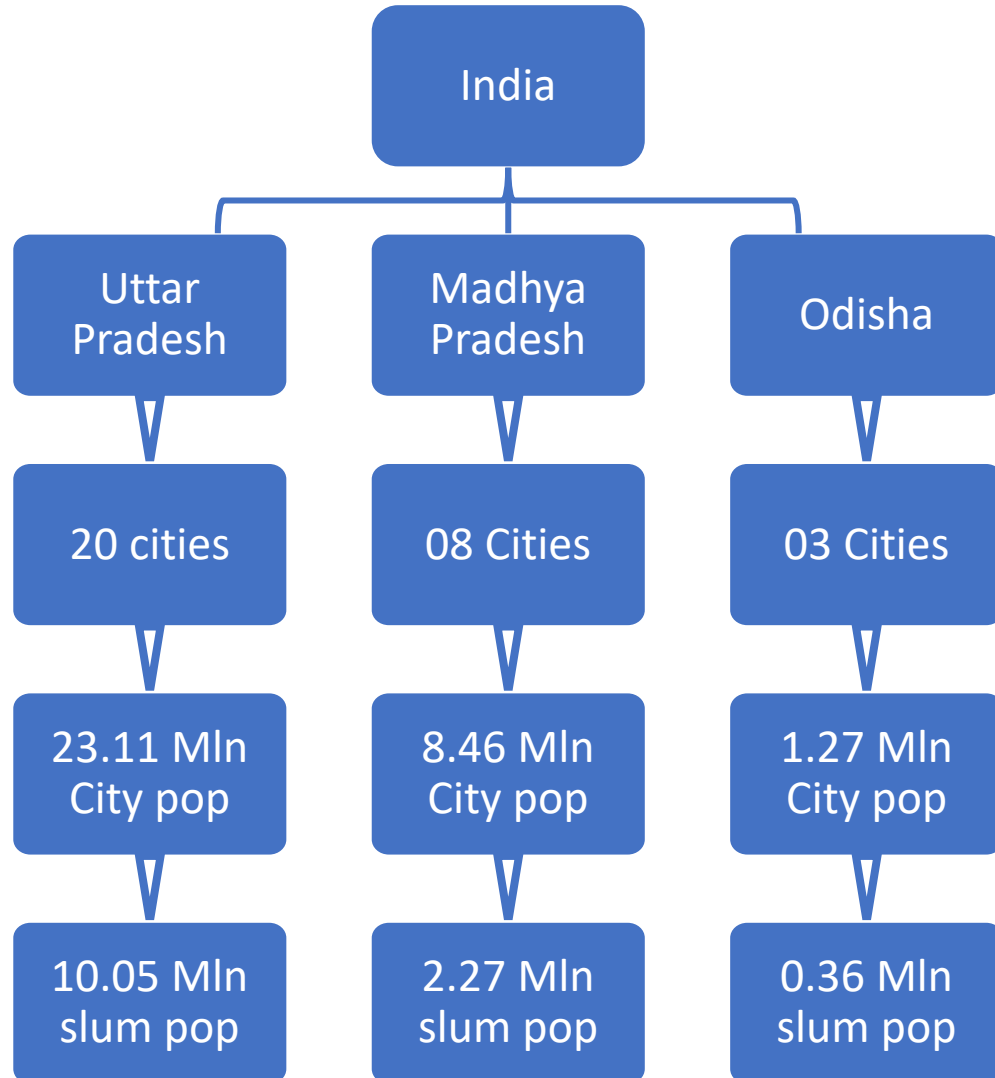 India
Uttar
Pradesh
Madhya
Pradesh
Odisha
20 cities
08 Cities
03 Cities
23.11 Mln
City pop
8.46 Mln
City pop
1.27 Mln
City pop
10.05 Mln
slum pop
2.27 Mln
slum pop
0.36 Mln
slum pop